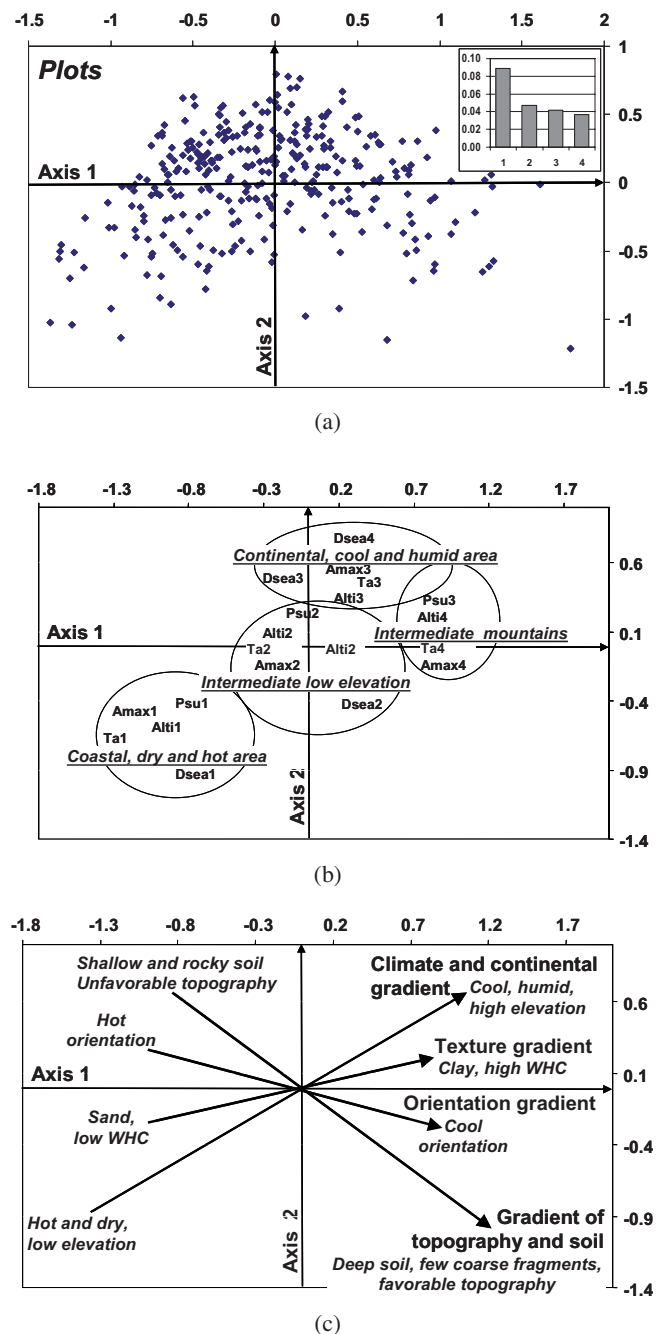 -1.5 -1 -0.5 0 0.5 1 1.5 2
Plots
1
0.5
0
-0.5
-1
-1.5
0.10
0.08
0.06
0.04
0.02
0.00
1 2 3 4
Axis 1
Axis 2
(a)
-1.8 -1.3 -0.8 -0.3 0.2 0.7 1.2 1.7
Dsea4
Continental, cool and humid area
Dsea3 Amax3
Ta3
Alti3
Psu3
Alti4
Psu2
Alti2
Axis 1
Intermediate mountains
Ta2 Alti2 Ta4
Amax2 Amax4
Intermediate low elevation
Dsea2
Psu1
Amax1
Alti1
Ta1
Coastal, dry and hot area
Dsea1
Axis 2
0.6
0.1
-0.4
-0.9
-1.4
(b)
-1.8 -1.3 -0.8 -0.3 0.2 0.7 1.2 1.7
Shallow and rocky soil
Unfavorable topography
Climate and continental
gradient
Cool, humid,
high elevation
Hot
orientation
Texture gradient
Clay, high WHC
Axis 1
Orientation gradient
Cool
orientation
Sand,
low WHC
Hot and dry,
low elevation
Gradient of
topography and soil
Deep soil, few coarse fragments,
favorable topography
Axis 2
0.6
0.1
-0.4
-0.9
-1.4
(c)